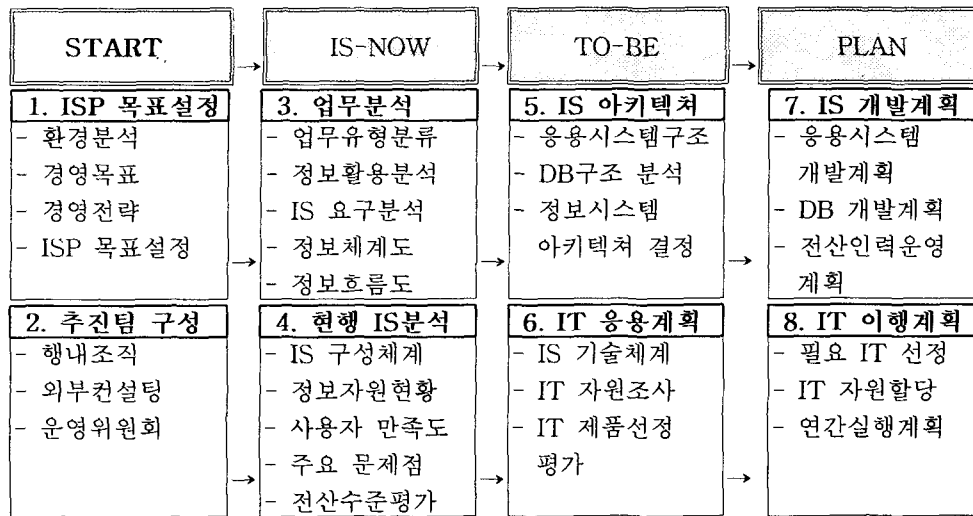 START → IS-NOW → TO-BE → PLAN
1. ISP 목표설정
- 환경분석
- 경영목표
- 경영전략
- ISP 목표설정
→
3. 업무분석
- 업무유형분류
- 정보활용분석
- IS 요구분석
- 정보체계도
- 정보흐름도
→
5. IS 아키텍쳐
- 응용시스템구조
- DB구조 분석
- 정보시스템
아키텍쳐 결정
→
7. IS 개발계획
- 응용시스템
개발계획
- DB 개발계획
- 전산인력운영
계획
2. 추진팀 구성
- 행내조직
- 외부컨설팅
- 운영위원회
→
4. 현행 IS분석
- IS 구성체계
- 정보자원현황
- 사용자 만족도
- 주요 문제점
- 전산수준평가
→
6. IT 응용계획
- IS 기술체계
- IT 자원조사
- IT 제품선정
평가
→
8. IT 이행계획
- 필요 IT 선정
- IT 자원할당
- 연간실행계획